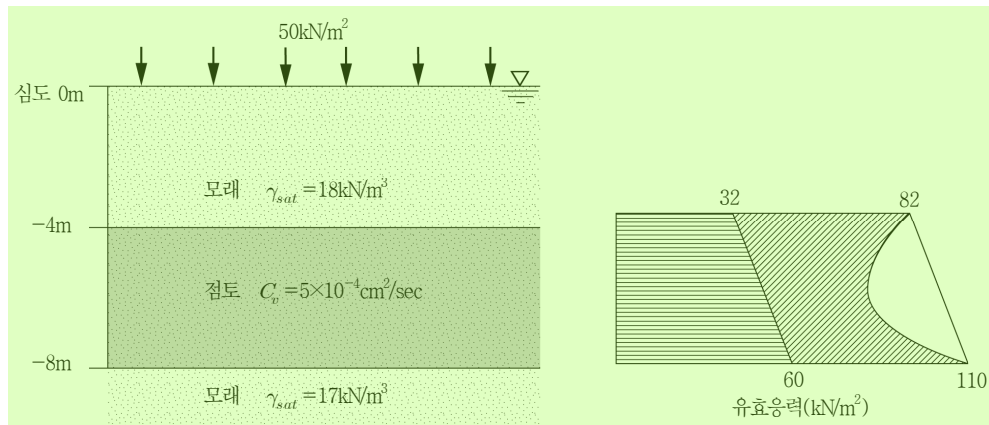 50kN/m²
심도 0m
모래 γsat=18kN/m³
−4m
점토 Cv=5×10⁻⁴cm²/sec
−8m
모래 γsat=17kN/m³
32
82
60
110
유효응력(kN/m²)